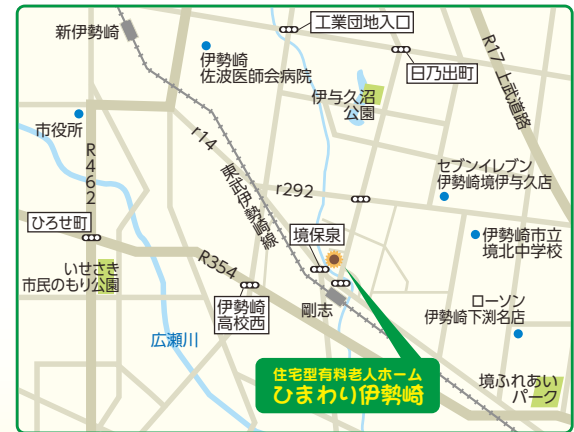 工業団地入口
新伊勢崎
日乃出町
伊勢崎
佐波医師会病院
R17 上武道路
伊与久沼
公園
市役所
r14
R462
東武伊勢崎線
セブンイレブン
伊勢崎境伊与久店
r292
ひろせ町
境保泉
伊勢崎市立
境北中学校
R354
いせさき
市民のもり公園
伊勢崎
高校西
剛志
ローソン
伊勢崎下渕名店
広瀬川
住宅型有料老人ホーム
ひまわり伊勢崎
境ふれあい
パーク